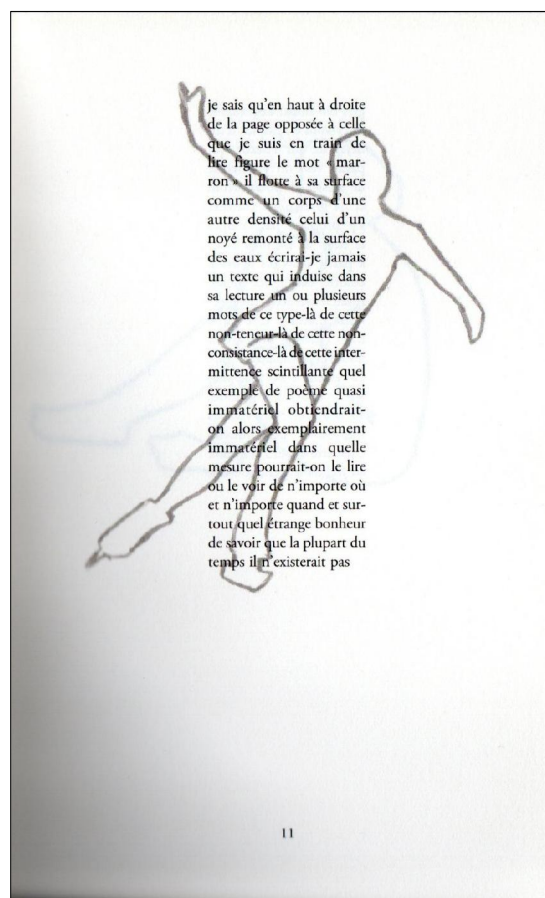 je sais qu'en haut à droite
de la page opposée à celle
que je suis en train de
lire figure le mot « mar-
ron » il flotte à sa surface
comme un corps d'une
autre densité celui d'un
noyé remonté à la surface
des eaux écrirai-je jamais
un texte qui induise dans
sa lecture un ou plusieurs
mots de ce type-là de cette
non-teneur-là de cette non-
consistance-là de cette inter-
mittence scintillante quel
exemple de poème quasi
immatériel obtiendrait-
on alors exemplairement
immatériel dans quelle
mesure pourrait-on le lire
ou le voir de n'importe où
et n'importe quand et sur-
tout quel étrange bonheur
de savoir que la plupart du
temps il n'existerait pas
11